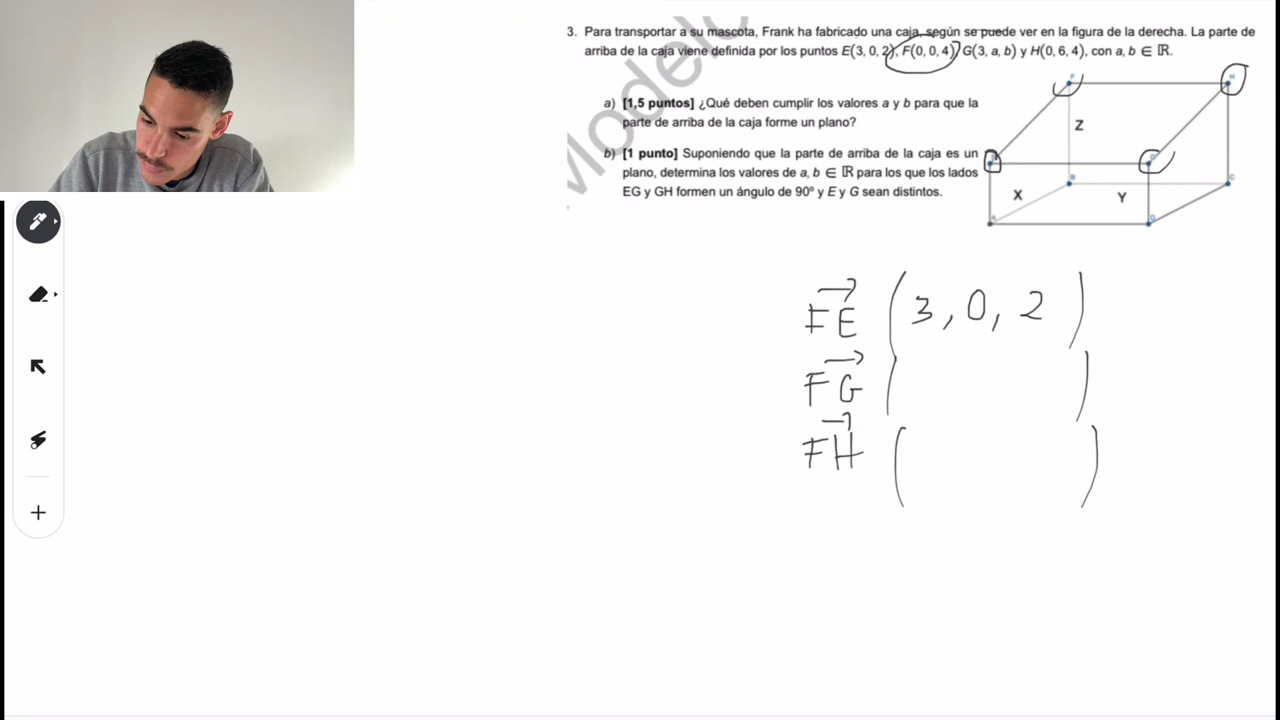 Modelo
3. Para transportar a su mascota, Frank ha fabricado una caja, según se puede ver en la figura de la derecha. La parte de
arriba de la caja viene definida por los puntos E(3, 0, 2), F(0, 0, 4), G(3, a, b) y H(0, 6, 4), con a, b ∈ ℝ.
a) [1,5 puntos] ¿Qué deben cumplir los valores a y b para que la
parte de arriba de la caja forme un plano?
b) [1 punto] Suponiendo que la parte de arriba de la caja es un
plano, determina los valores de a, b ∈ ℝ para los que los lados
EG y GH formen un ángulo de 90º y E y G sean distintos.
Z
X
Y
FE (3, 0, 2)
FG ( )
FH ( )